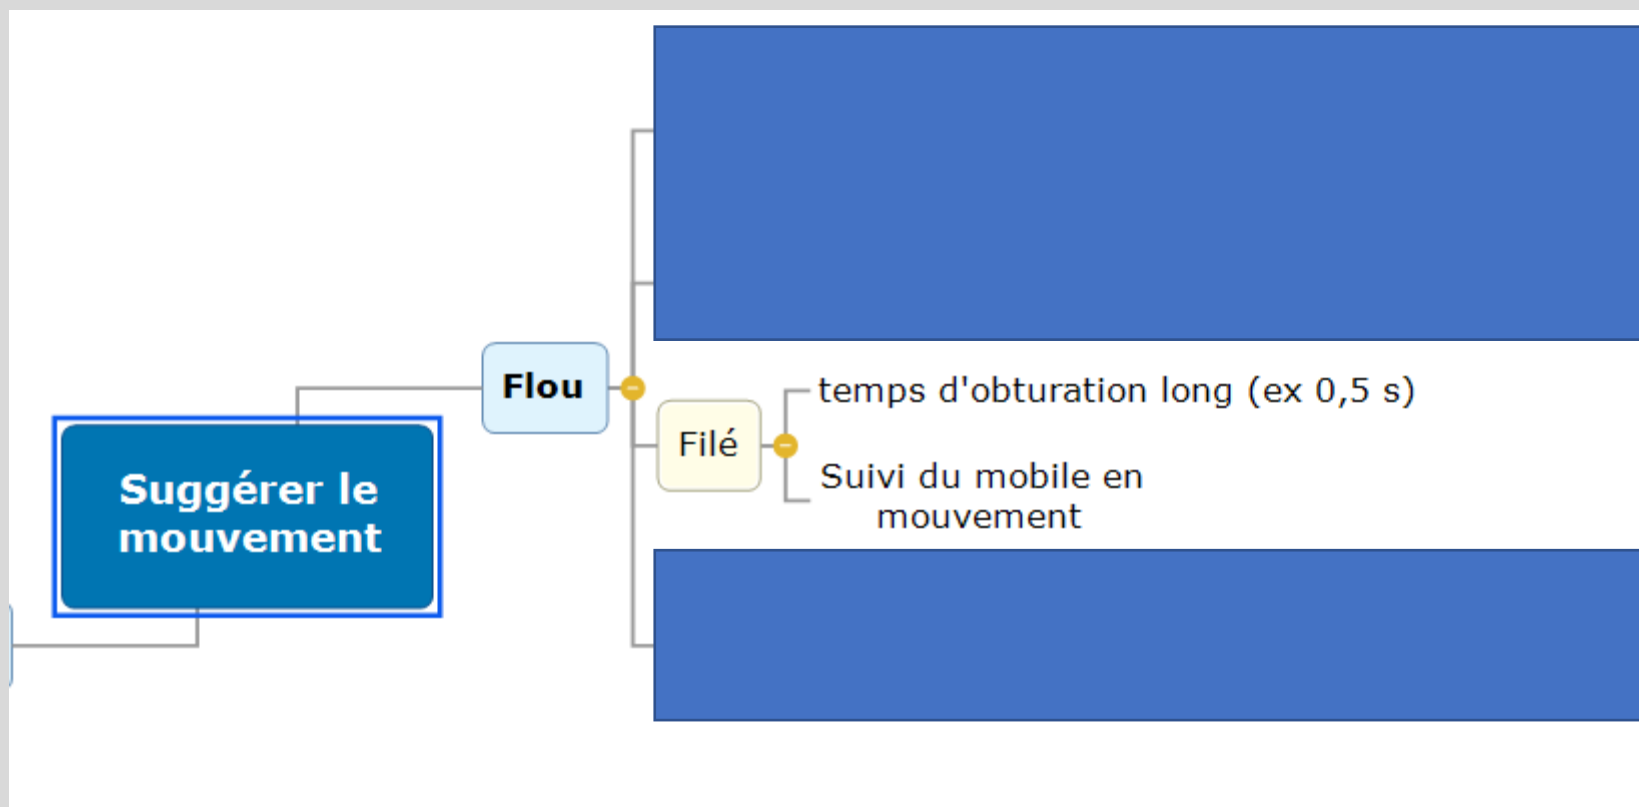 Flou
temps d'obturation long (ex 0,5 s)
Filé
Suivi du mobile en
mouvement
Suggérer le
mouvement